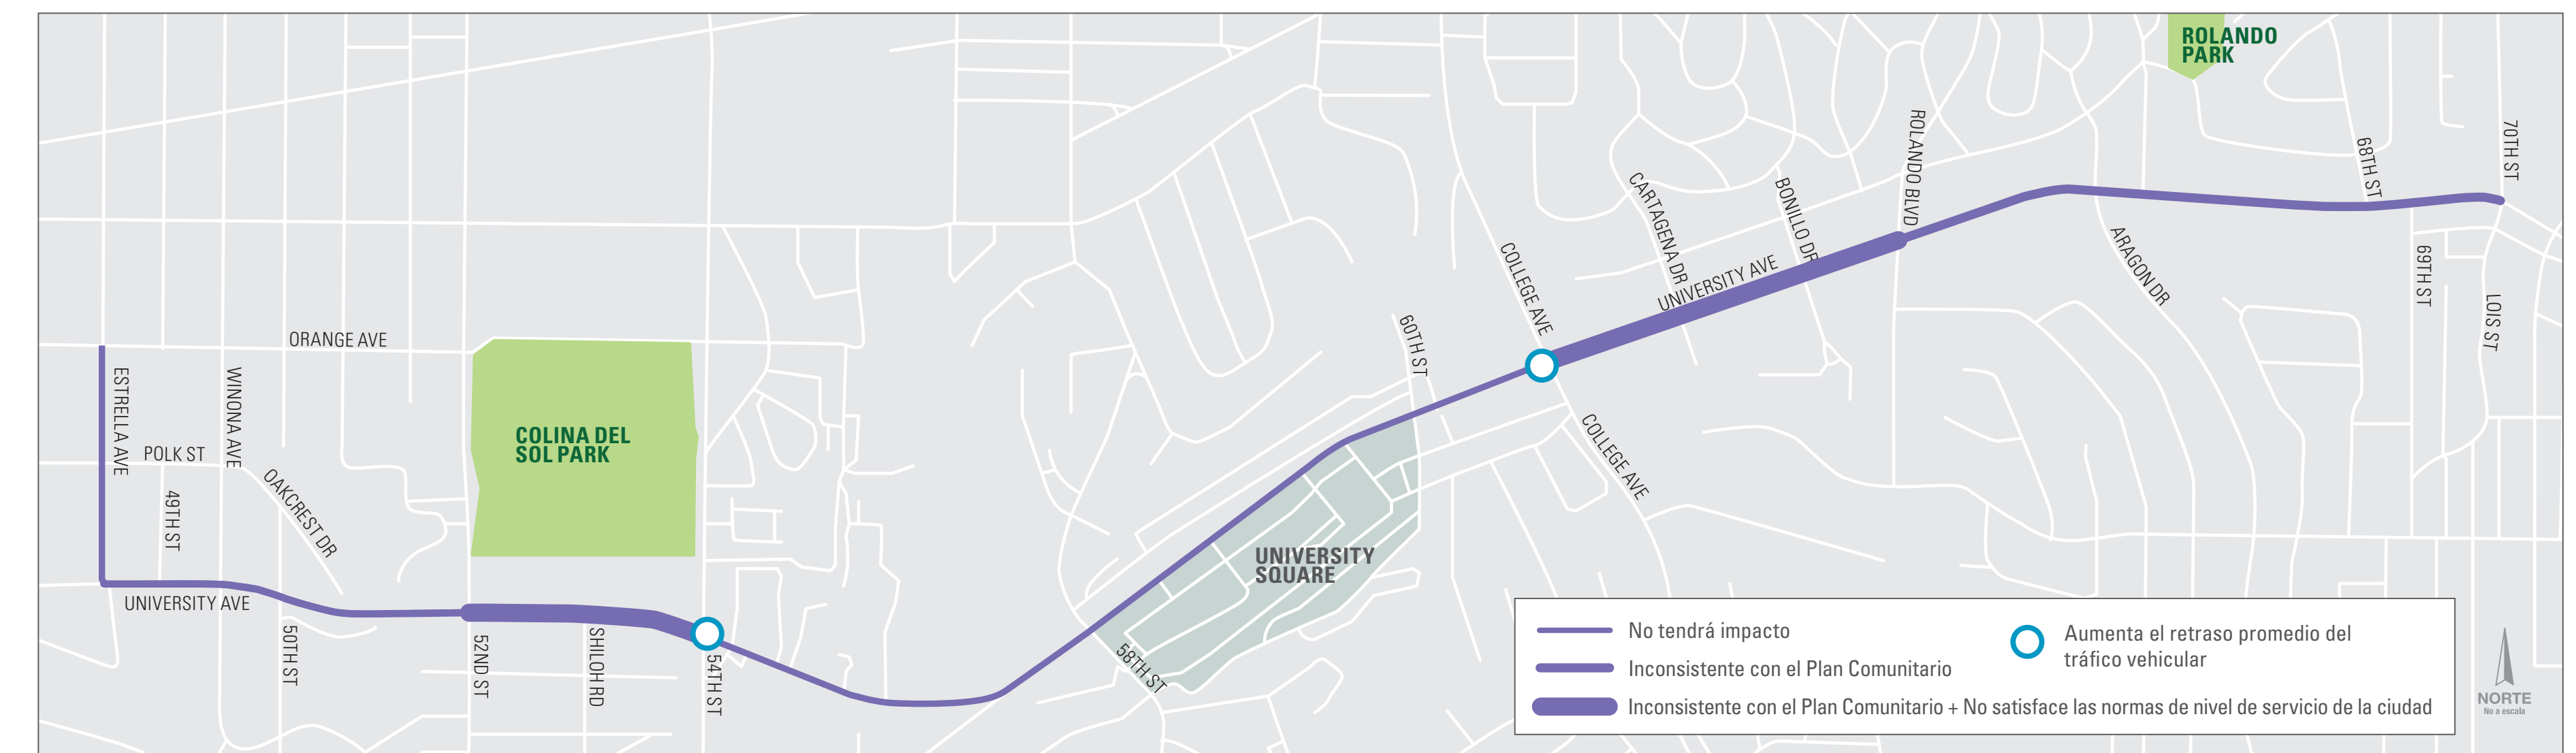 ROLANDO
PARK
ROLANDO BLVD
70TH ST
68TH ST
CARTAGENA DR
BONILLO DR
COLLEGE AVE
UNIVERSITY AVE
ARAGON DR
69TH ST
LOIS ST
60TH ST
ORANGE AVE
ESTRELLA AVE
WINONA AVE
POLK ST
49TH ST
OAKCREST DR
COLINA DEL
SOL PARK
COLLEGE AVE
UNIVERSITY
SQUARE
UNIVERSITY AVE
50TH ST
52ND ST
SHILOH RD
54TH ST
58TH ST
No tendrá impacto
Inconsistente con el Plan Comunitario
Inconsistente con el Plan Comunitario + No satisface las normas de nivel de servicio de la ciudad
Aumenta el retraso promedio del
tráfico vehicular
NORTE
No a escala